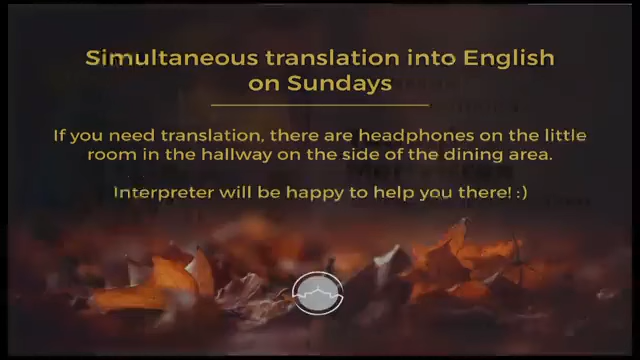 Simultaneous translation into English
on Sundays
If you need translation, there are headphones on the little
room in the hallway on the side of the dining area.
Interpreter will be happy to help you there! :)